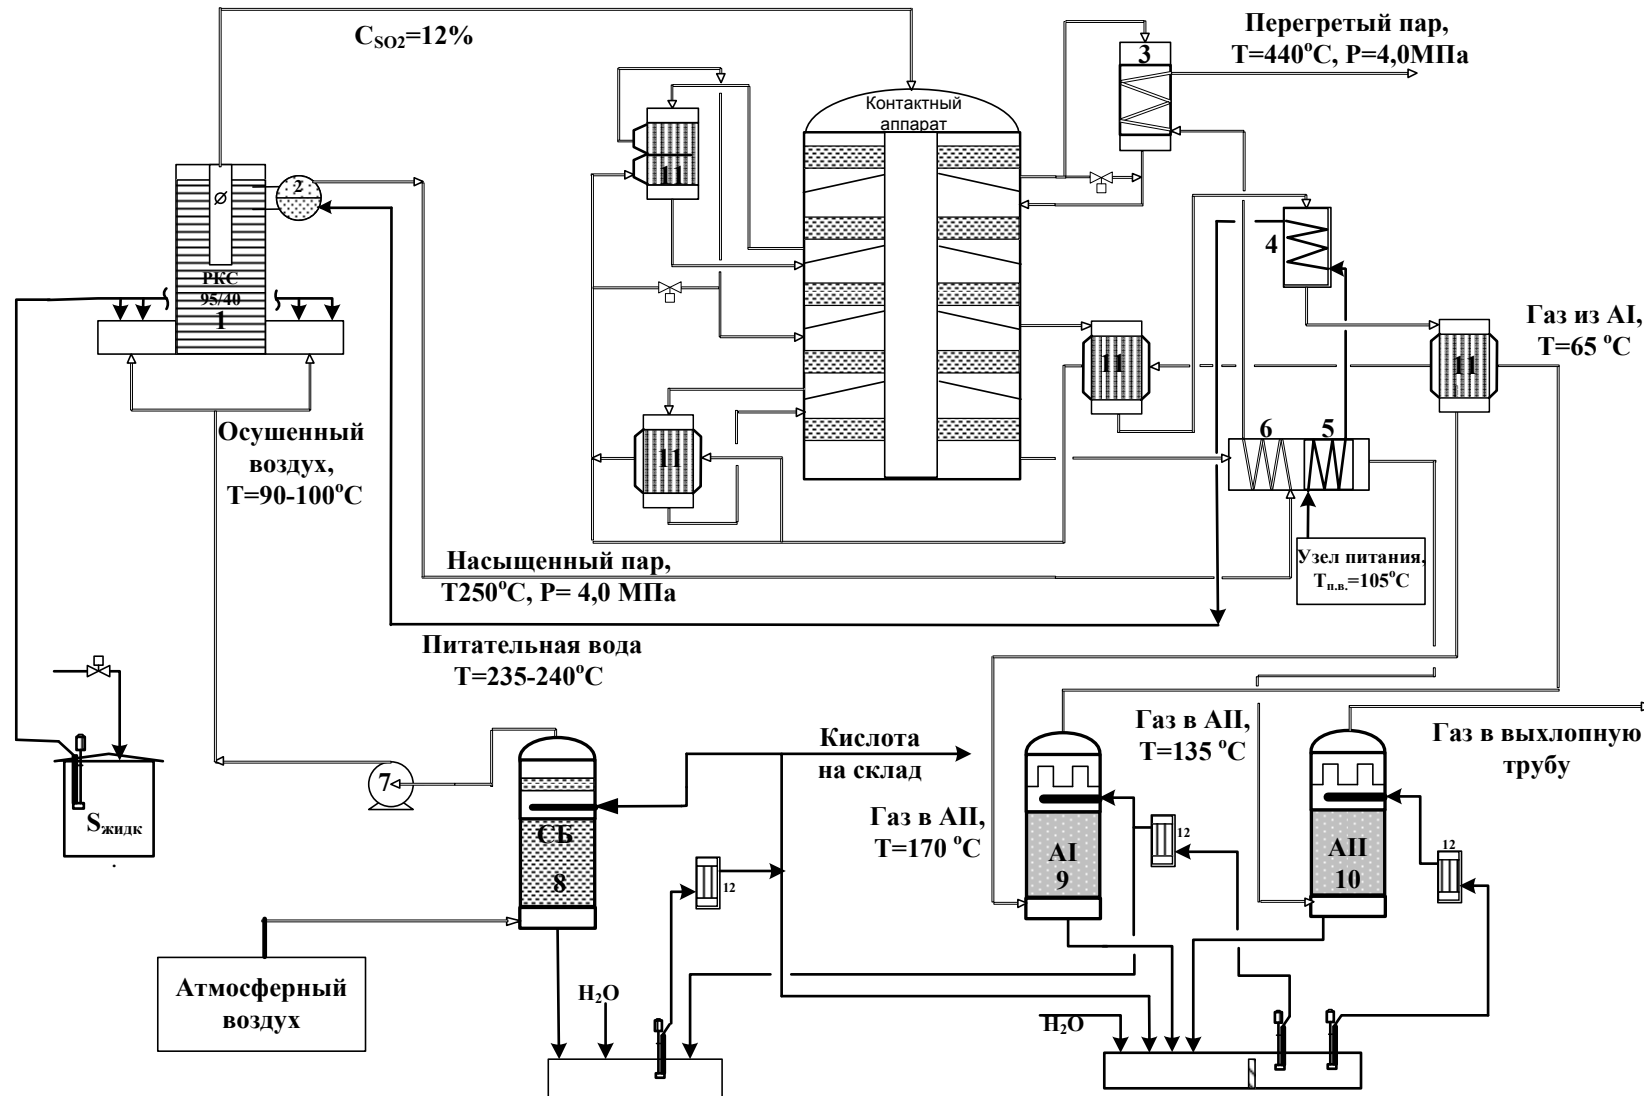 C_SO2=12%
Перегретый пар,
T=440°C, P=4,0МПа
3
Контактный
аппарат
11
2
4
РКС
95/40
1
Газ из AI,
T=65 °C
11
11
Осушенный
воздух,
T=90-100°C
11
6
5
Насыщенный пар,
T250°C, P= 4,0 МПа
Узел питания,
Tп.в.=105°C
Питательная вода
T=235-240°C
Газ в AII,
T=135 °C
Газ в выхлопную
трубу
Кислота
на склад
7
Sжидк
СБ
8
Газ в AII,
T=170 °C
12
AI
9
12
AII
10
12
Атмосферный
воздух
H₂O
H₂O